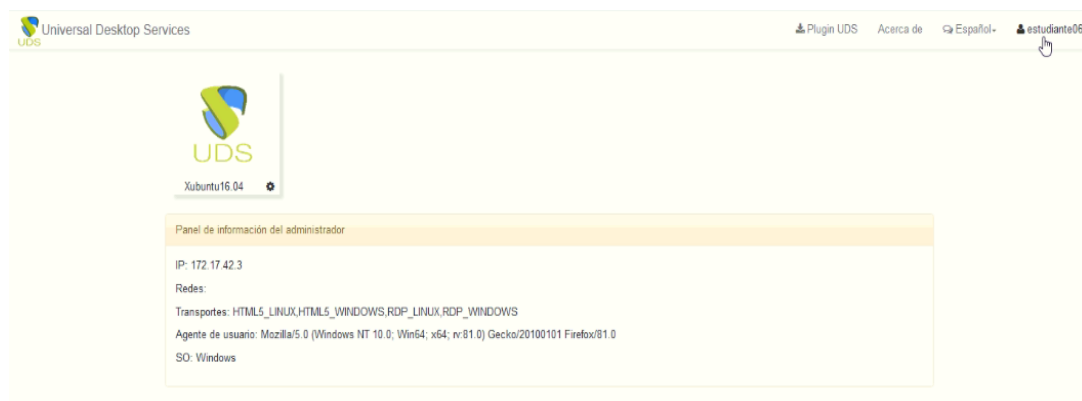 Universal Desktop Services
UDS
Plugin UDS
Acerca de
Español
estudiante06
UDS
Xubuntu16.04
Panel de información del administrador
IP: 172.17.42.3
Redes:
Transportes: HTML5_LINUX,HTML5_WINDOWS,RDP_LINUX,RDP_WINDOWS
Agente de usuario: Mozilla/5.0 (Windows NT 10.0; Win64; x64; rv:81.0) Gecko/20100101 Firefox/81.0
SO: Windows